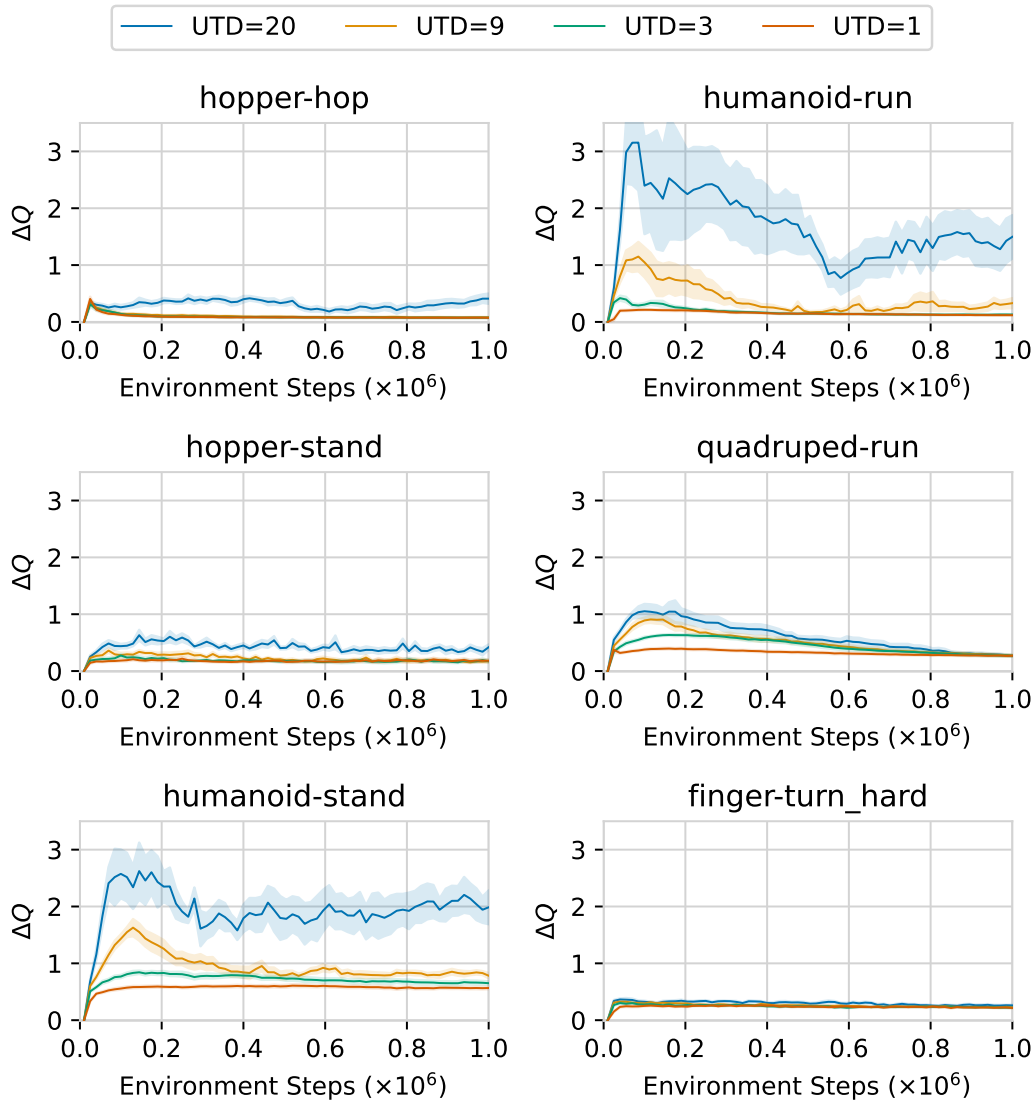 UTD=20 UTD=9 UTD=3 UTD=1
hopper-hop
3
2
1
0
ΔQ
0.0 0.2 0.4 0.6 0.8 1.0
Environment Steps (×10⁶)
humanoid-run
3
2
1
0
ΔQ
0.0 0.2 0.4 0.6 0.8 1.0
Environment Steps (×10⁶)
hopper-stand
3
2
1
0
ΔQ
0.0 0.2 0.4 0.6 0.8 1.0
Environment Steps (×10⁶)
quadruped-run
3
2
1
0
ΔQ
0.0 0.2 0.4 0.6 0.8 1.0
Environment Steps (×10⁶)
humanoid-stand
3
2
1
0
ΔQ
0.0 0.2 0.4 0.6 0.8 1.0
Environment Steps (×10⁶)
finger-turn_hard
3
2
1
0
ΔQ
0.0 0.2 0.4 0.6 0.8 1.0
Environment Steps (×10⁶)